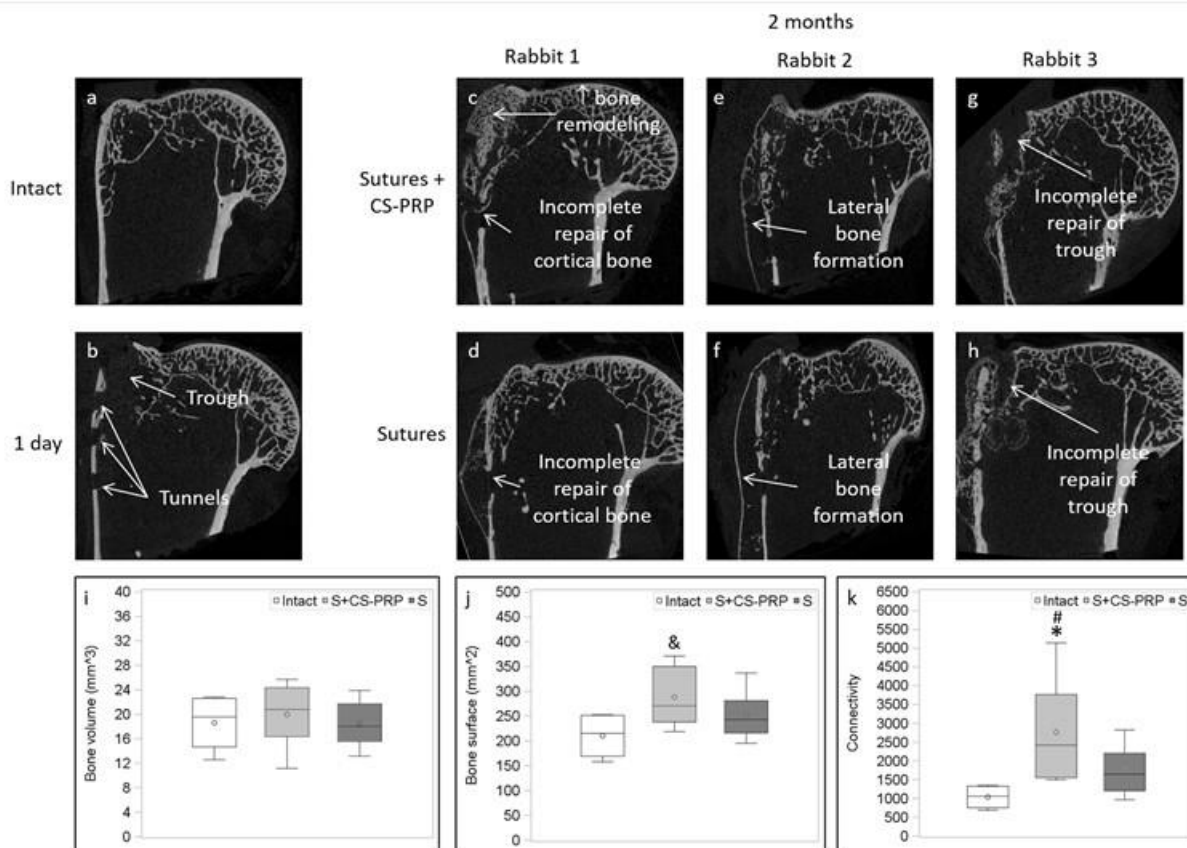 2 months
Rabbit 1
Rabbit 2
Rabbit 3
Intact
a
Sutures +
CS-PRP
c
bone
remodeling
Incomplete
repair of
cortical bone
e
Lateral
bone
formation
g
Incomplete
repair of
trough
1 day
b
Trough
Tunnels
Sutures
d
Incomplete
repair of
cortical bone
f
Lateral
bone
formation
h
Incomplete
repair of
trough
i
Intact S+CS-PRP S
Bone volume (mm^3)
40
36
32
28
24
20
16
12
8
4
0
j
Intact S+CS-PRP S
Bone surface (mm^2)
500
450
400
350
300
250
200
150
100
50
0
&
k
Intact S+CS-PRP S
Connectivity
6500
6000
5500
5000
4500
4000
3500
3000
2500
2000
1500
1000
500
0
#
*